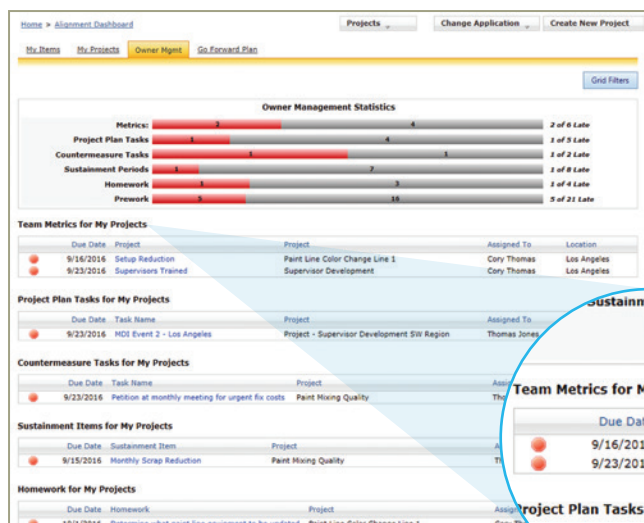 Home > Alignment Dashboard
Projects
Change Application
Create New Project
My Items My Projects Owner Mgmt Go Forward Plan
Grid Filters
Owner Management Statistics
Metrics: 2 4 2 of 6 Late
Project Plan Tasks 1 4 1 of 5 Late
Countermeasure Tasks 1 1 1 of 2 Late
Sustainment Periods 1 7 1 of 8 Late
Homework 1 3 1 of 4 Late
Prework 5 16 5 of 21 Late
Team Metrics for My Projects
Due Date Project Project Assigned To Location
9/16/2016 Setup Reduction Paint Line Color Change Line 1 Cory Thomas Los Angeles
9/23/2016 Supervisors Trained Supervisor Development Cory Thomas Los Angeles
Project Plan Tasks for My Projects
Due Date Task Name Project Assigned To
9/23/2016 MDI Event 2 - Los Angeles Project - Supervisor Development SW Region Thomas Jones
Countermeasure Tasks for My Projects
Due Date Task Name Project
9/23/2016 Petition at monthly meeting for urgent fix costs Paint Mixing Quality
Sustainment Items for My Projects
Due Date Sustainment Item Project
9/15/2016 Monthly Scrap Reduction Paint Mixing Quality
Homework for My Projects
Due Date Homework Project
Team Metrics for M
Due Dat
9/16/201
9/23/201
Project Plan Tasks